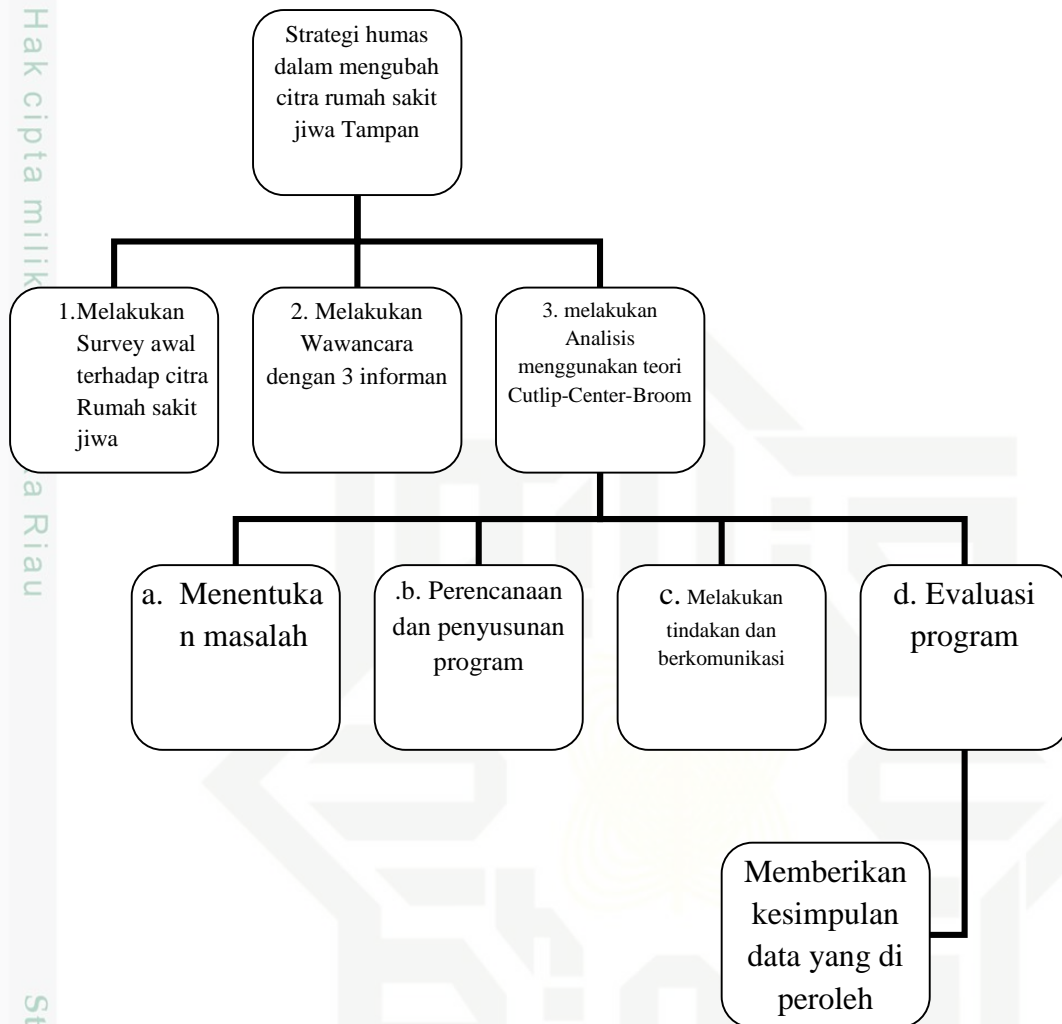 Strategi humas
dalam mengubah
citra rumah sakit
jiwa Tampan
1.Melakukan
Survey awal
terhadap citra
Rumah sakit
jiwa
2. Melakukan
Wawancara
dengan 3 informan
3. melakukan
Analisis
menggunakan teori
Cutlip-Center-Broom
a. Menentuka
n masalah
.b. Perencanaan
dan penyusunan
program
c. Melakukan
tindakan dan
berkomunikasi
d. Evaluasi
program
Memberikan
kesimpulan
data yang di
peroleh
Hak cipta milik
Riau